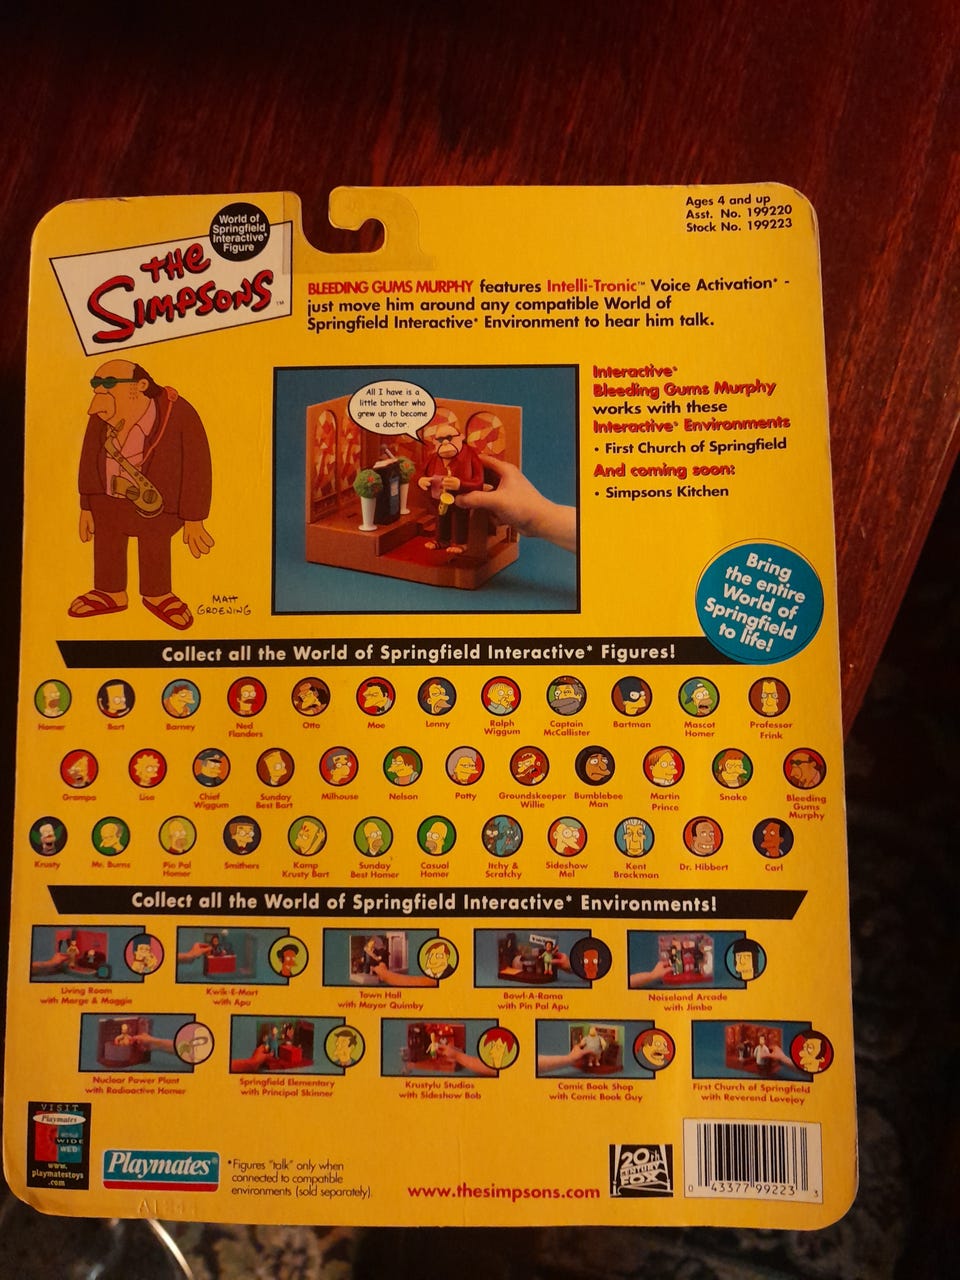 World of
Springfield
Interactive*
Figure
THE
SIMPSONS™
Ages 4 and up
Asst. No. 199220
Stock No. 199223
BLEEDING GUMS MURPHY features Intelli-Tronic™ Voice Activation* -
just move him around any compatible World of
Springfield Interactive* Environment to hear him talk.
All I have is a
little brother who
grew up to become
a doctor.
Interactive*
Bleeding Gums Murphy
works with these
Interactive* Environments
• First Church of Springfield
And coming soon:
• Simpsons Kitchen
MATT
GROENING
Bring
the entire
World of
Springfield
to life!
Collect all the World of Springfield Interactive* Figures!
Homer
Bart
Barney
Ned
Flanders
Otto
Moe
Lenny
Ralph
Wiggum
Captain
McCallister
Bartman
Mascot
Homer
Professor
Frink
Grampa
Lisa
Chief
Wiggum
Sunday
Best Bart
Milhouse
Nelson
Patty
Groundskeeper
Willie
Bumblebee
Man
Martin
Prince
Snake
Bleeding
Gums
Murphy
Krusty
Mr. Burns
Pin Pal
Homer
Smithers
Kamp
Krusty Bart
Sunday
Best Homer
Casual
Homer
Itchy &
Scratchy
Sideshow
Mel
Kent
Brockman
Dr. Hibbert
Carl
Collect all the World of Springfield Interactive* Environments!
Living Room
with Marge & Maggie
Kwik-E-Mart
with Apu
Town Hall
with Mayor Quimby
Bowl-A-Rama
with Pin Pal Apu
Noiseland Arcade
with Jimbo
Nuclear Power Plant
with Radioactive Homer
Springfield Elementary
with Principal Skinner
Krustylu Studios
with Sideshow Bob
Comic Book Shop
with Comic Book Guy
First Church of Springfield
with Reverend Lovejoy
VISIT
Playmates
WORLD
WIDE
WEB!
www.
playmatestoys
.com
Playmates®
*Figures "talk" only when
connected to compatible
environments (sold separately).
www.thesimpsons.com
20th
CENTURY
FOX
0 43377 99223 3